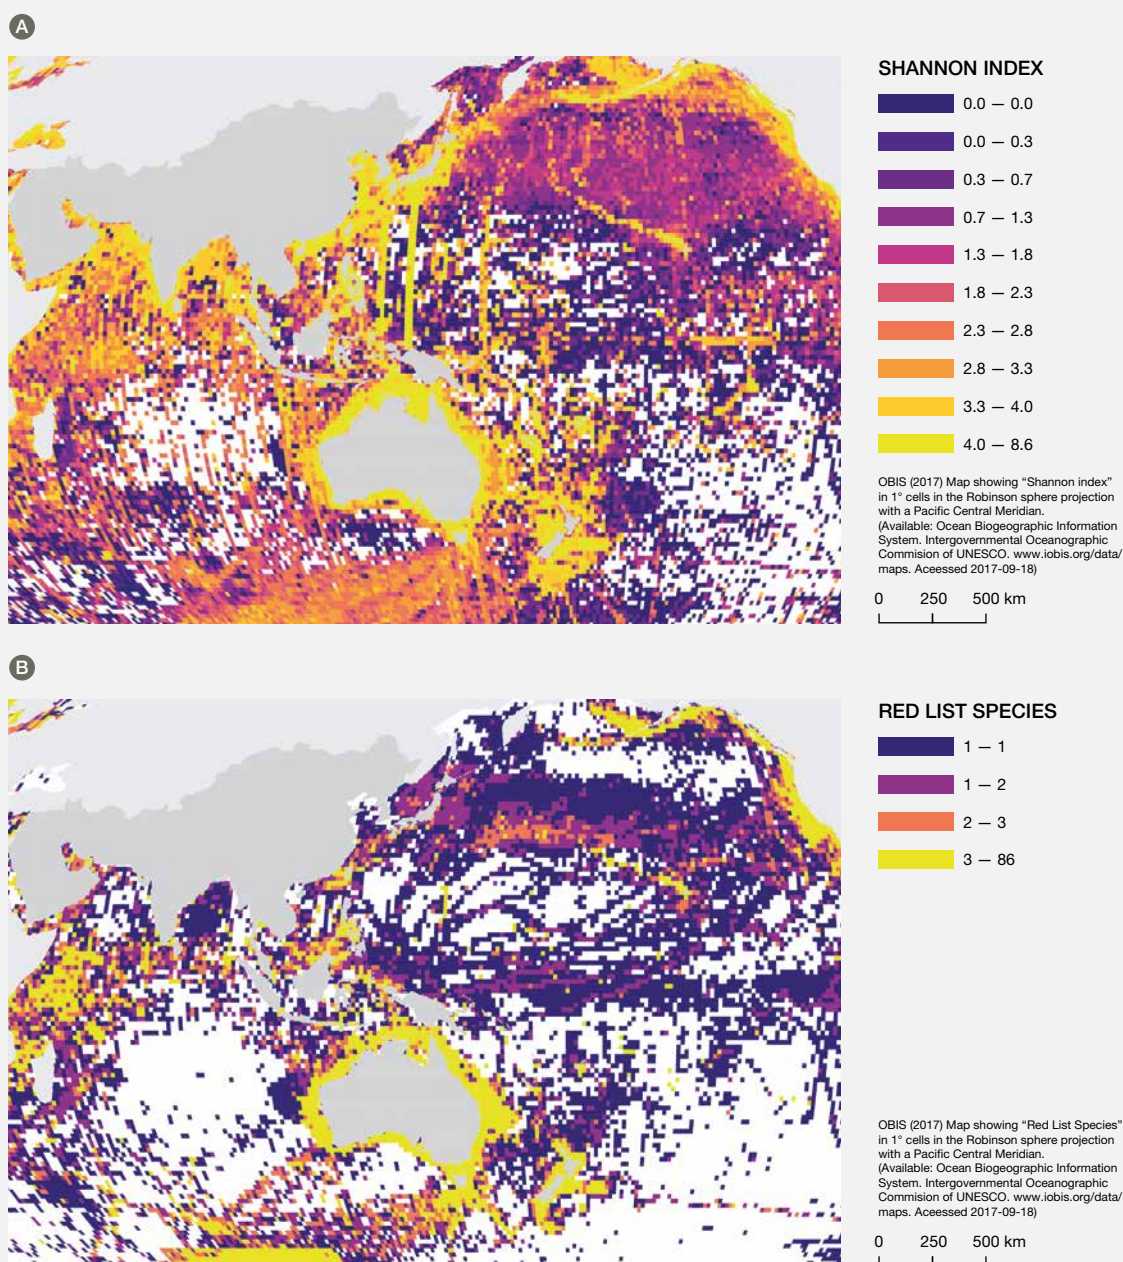 A
SHANNON INDEX
0.0 — 0.0
0.0 — 0.3
0.3 — 0.7
0.7 — 1.3
1.3 — 1.8
1.8 — 2.3
2.3 — 2.8
2.8 — 3.3
3.3 — 4.0
4.0 — 8.6
OBIS (2017) Map showing “Shannon index”
in 1° cells in the Robinson sphere projection
with a Pacific Central Meridian.
(Available: Ocean Biogeographic Information
System. Intergovernmental Oceanographic
Commision of UNESCO. www.iobis.org/data/
maps. Aceessed 2017-09-18)
0 250 500 km
B
RED LIST SPECIES
1 — 1
1 — 2
2 — 3
3 — 86
OBIS (2017) Map showing “Red List Species”
in 1° cells in the Robinson sphere projection
with a Pacific Central Meridian.
(Available: Ocean Biogeographic Information
System. Intergovernmental Oceanographic
Commision of UNESCO. www.iobis.org/data/
maps. Aceessed 2017-09-18)
0 250 500 km